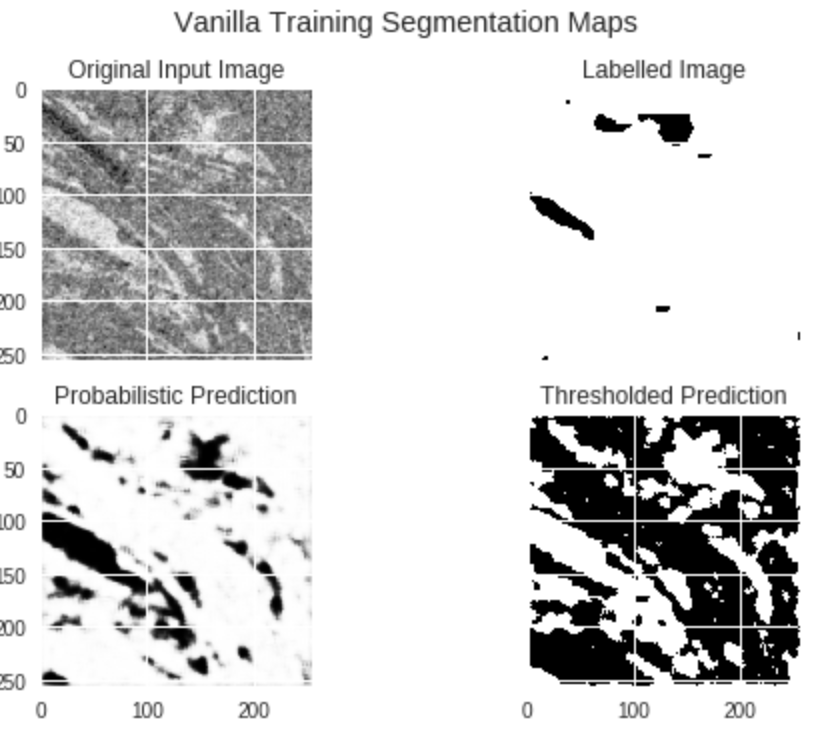 Vanilla Training Segmentation Maps
Original Input Image
Labelled Image
0
50
100
150
200
250
Probabilistic Prediction
Thresholded Prediction
0
50
100
150
200
250
0 100 200
0 100 200